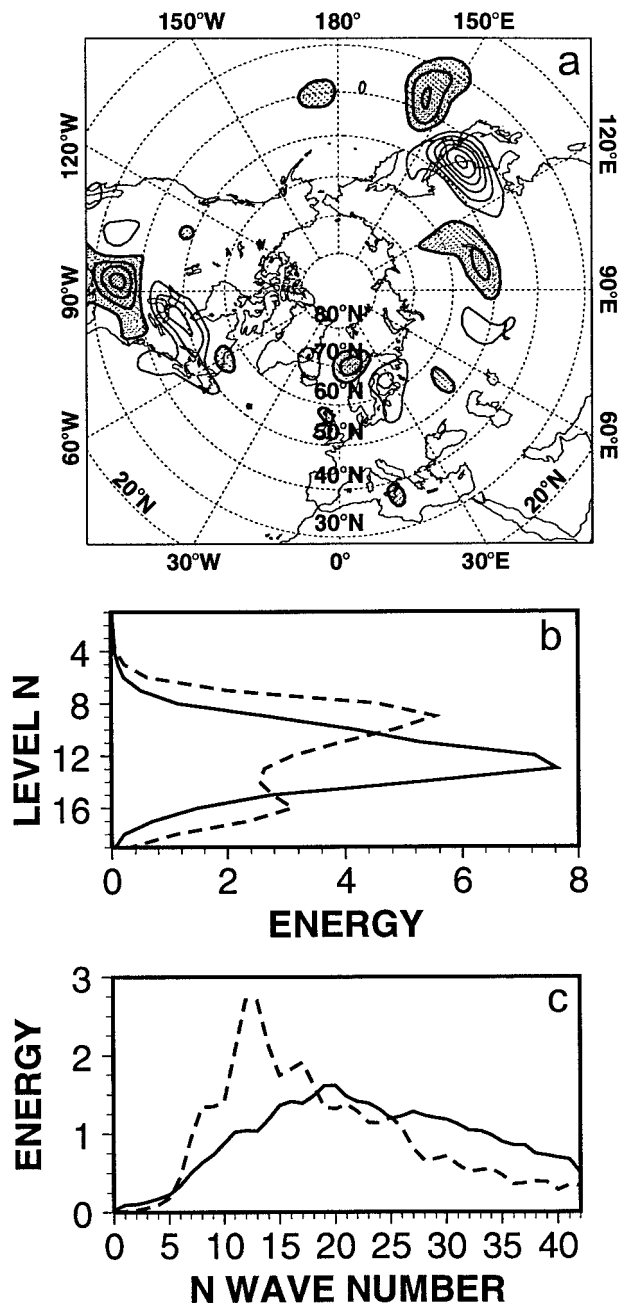 150°W 180° 150°E
a
120°W 120°E
90°W 90°E
80°N
70°N
60°N
60°W 60°E
50°N
40°N
20°N 20°N
30°N
30°W 0° 30°E
b
LEVEL N
4
8
12
16
0 2 4 6 8
ENERGY
c
ENERGY
3
2
1
0
0 5 10 15 20 25 30 35 40
N WAVE NUMBER